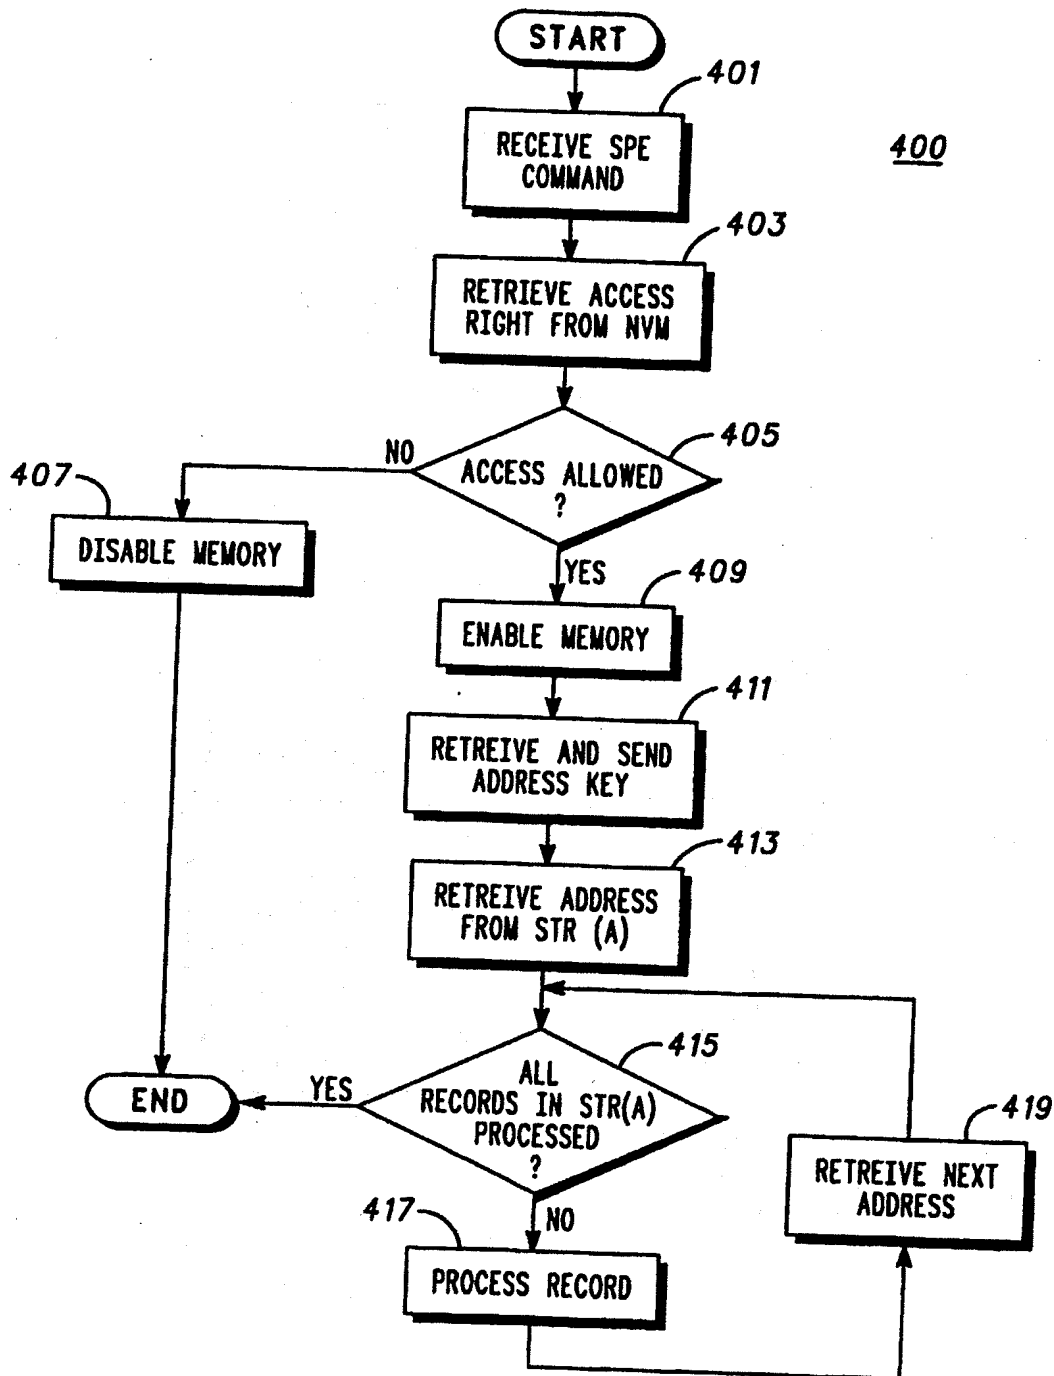 START
401
400
RECEIVE SPE
COMMAND
403
RETRIEVE ACCESS
RIGHT FROM NVM
405
NO
ACCESS ALLOWED
?
407
DISABLE MEMORY
YES
409
ENABLE MEMORY
411
RETREIVE AND SEND
ADDRESS KEY
413
RETREIVE ADDRESS
FROM STR (A)
415
ALL
RECORDS IN STR(A)
PROCESSED
?
YES
END
419
RETREIVE NEXT
ADDRESS
417
NO
PROCESS RECORD